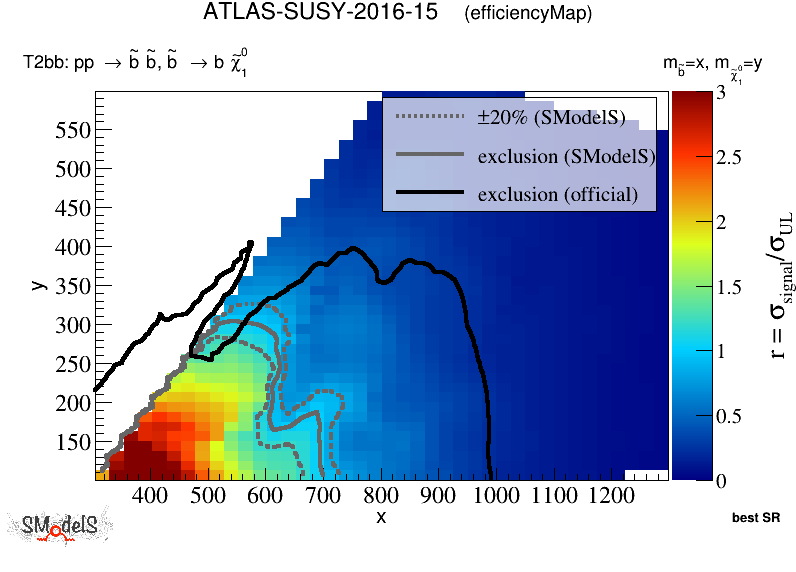 ATLAS-SUSY-2016-15 (efficiencyMap)
T2bb: pp → b̃ b̃, b̃ → b χ̃₁⁰
m_b̃=x, m_χ̃₁⁰=y
±20% (SModelS)
exclusion (SModelS)
exclusion (official)
550
500
450
400
350
300
250
200
150
y
400 500 600 700 800 900 1000 1100 1200
x
3
2.5
2
1.5
1
0.5
0
r = σ_signal/σ_UL
SModelS
best SR